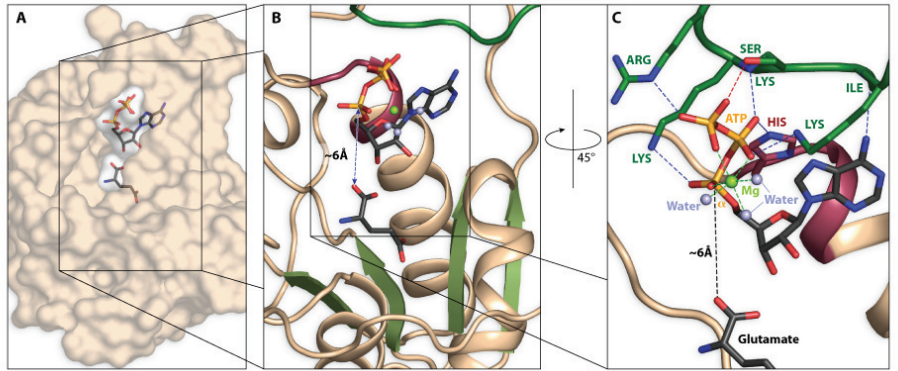 A
B
~6Å
45°
C
ARG
SER
LYS
ILE
ATP
HIS
LYS
LYS
Mg
Water
Water
α
~6Å
Glutamate